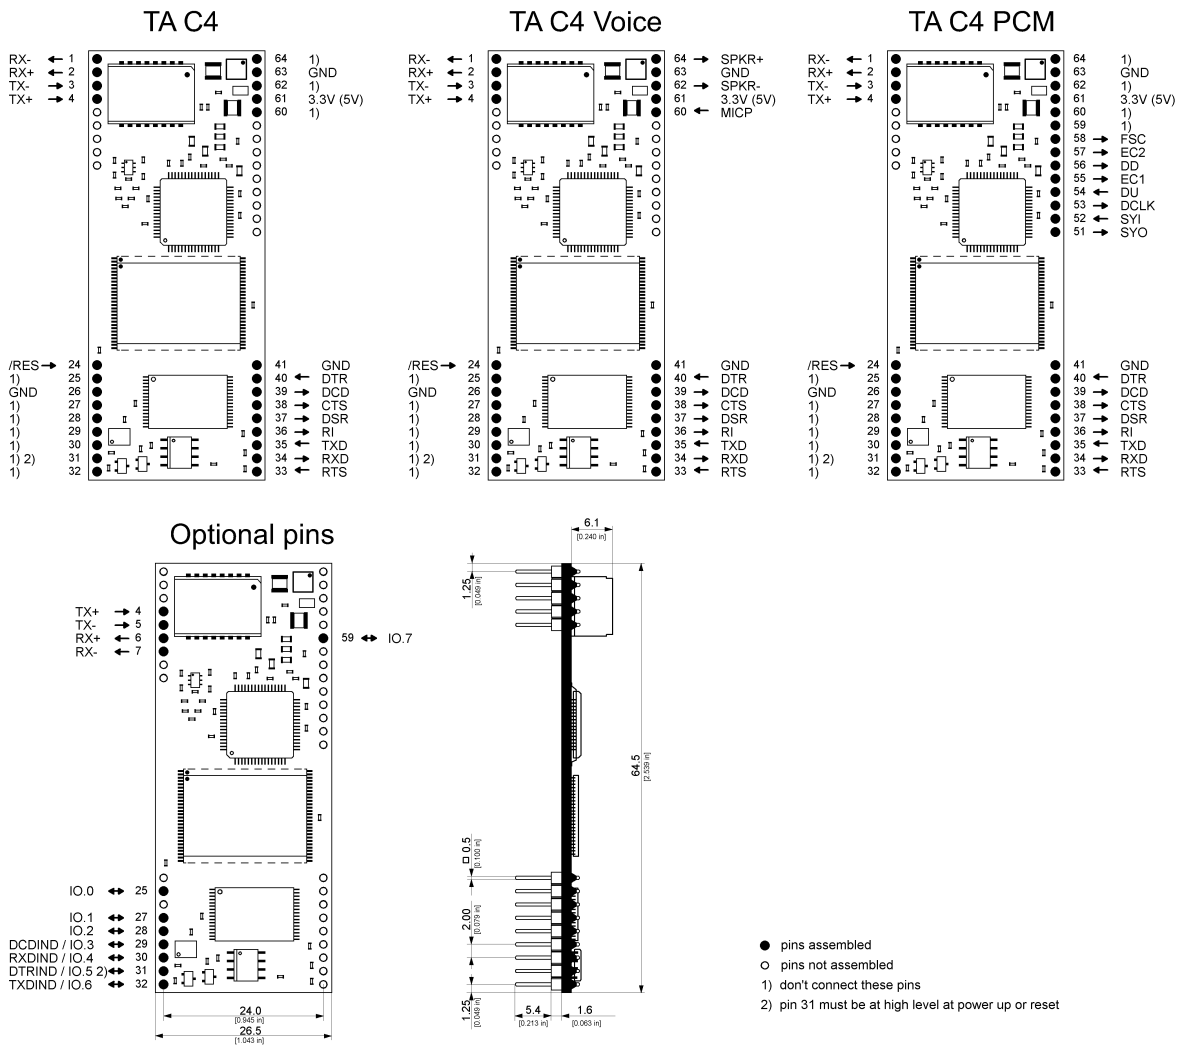 TA C4
TA C4 Voice
TA C4 PCM
RX- 1 64 1)
RX+ 2 63 GND
TX- 3 62 1)
TX+ 4 61 3.3V (5V)
60 1)
/RES 24 41 GND
1) 25 40 DTR
GND 26 39 DCD
1) 27 38 CTS
1) 28 37 DSR
1) 29 36 RI
1) 30 35 TXD
1) 2) 31 34 RXD
1) 32 33 RTS
RX- 1 64 SPKR+
RX+ 2 63 GND
TX- 3 62 SPKR-
TX+ 4 61 3.3V (5V)
60 MICP
/RES 24 41 GND
1) 25 40 DTR
GND 26 39 DCD
1) 27 38 CTS
1) 28 37 DSR
1) 29 36 RI
1) 30 35 TXD
1) 2) 31 34 RXD
1) 32 33 RTS
RX- 1 64 1)
RX+ 2 63 GND
TX- 3 62 1)
TX+ 4 61 3.3V (5V)
60 1)
59 1)
58 FSC
57 EC2
56 DD
55 EC1
54 DU
53 DCLK
52 SYI
51 SYO
/RES 24 41 GND
1) 25 40 DTR
GND 26 39 DCD
1) 27 38 CTS
1) 28 37 DSR
1) 29 36 RI
1) 30 35 TXD
1) 2) 31 34 RXD
1) 32 33 RTS
Optional pins
TX+ 4
TX- 5
RX+ 6 59 IO.7
RX- 7
IO.0 25
IO.1 27
IO.2 28
DCDIND / IO.3 29
RXDIND / IO.4 30
DTRIND / IO.5 2) 31
TXDIND / IO.6 32
24.0
[0.945 in]
26.5
[1.043 in]
6.1
[0.240 in]
1.25
[0.049 in]
64.5
[2.539 in]
0.5
[0.100 in]
2.00
[0.079 in]
1.25
[0.049 in]
5.4
[0.213 in]
1.6
[0.063 in]
pins assembled
pins not assembled
1) don't connect these pins
2) pin 31 must be at high level at power up or reset